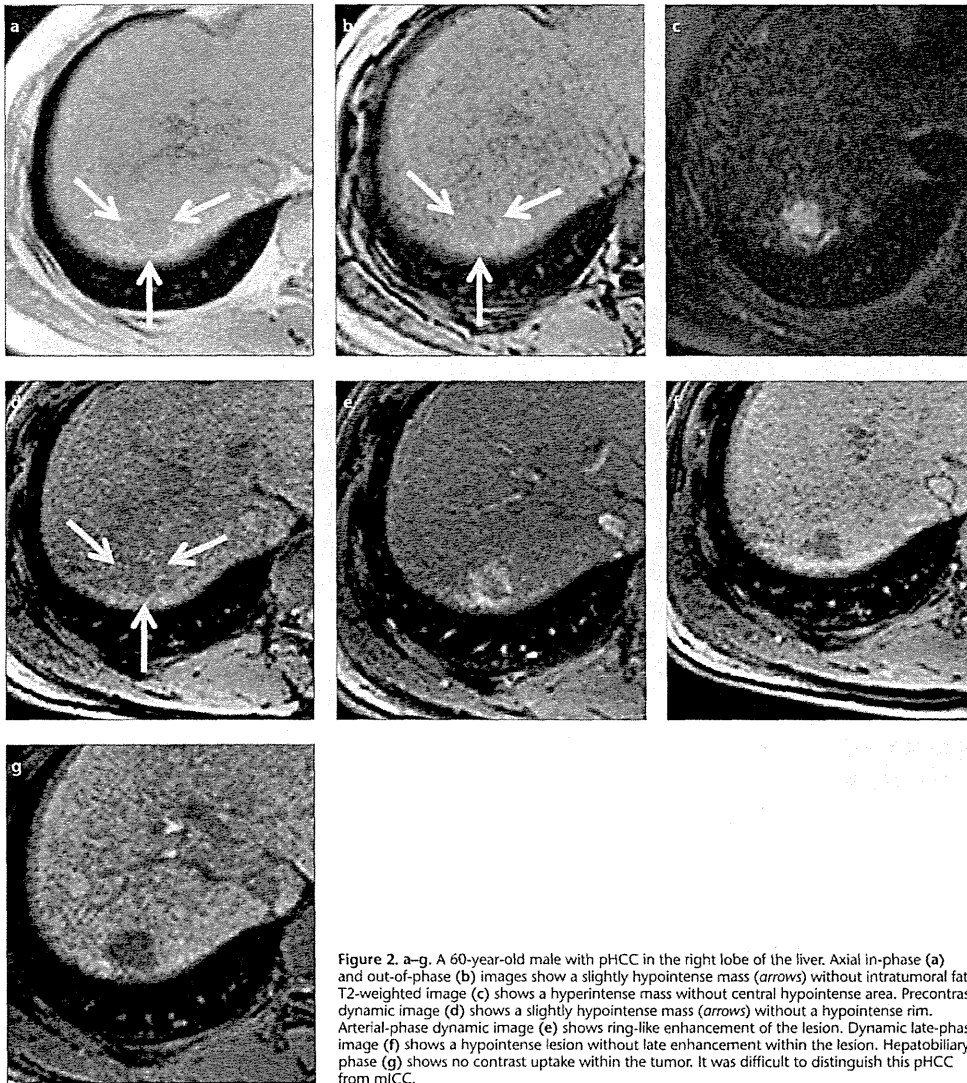 a
b
c
d
e
f
g
Figure 2. a–g. A 60-year-old male with pHCC in the right lobe of the liver. Axial in-phase (a)
and out-of-phase (b) images show a slightly hypointense mass (arrows) without intratumoral fat
T2-weighted image (c) shows a hyperintense mass without central hypointense area. Precontras
dynamic image (d) shows a slightly hypointense mass (arrows) without a hypointense rim.
Arterial-phase dynamic image (e) shows ring-like enhancement of the lesion. Dynamic late-phas
image (f) shows a hypointense lesion without late enhancement within the lesion. Hepatobiliary
phase (g) shows no contrast uptake within the tumor. It was difficult to distinguish this pHCC
from mICC.